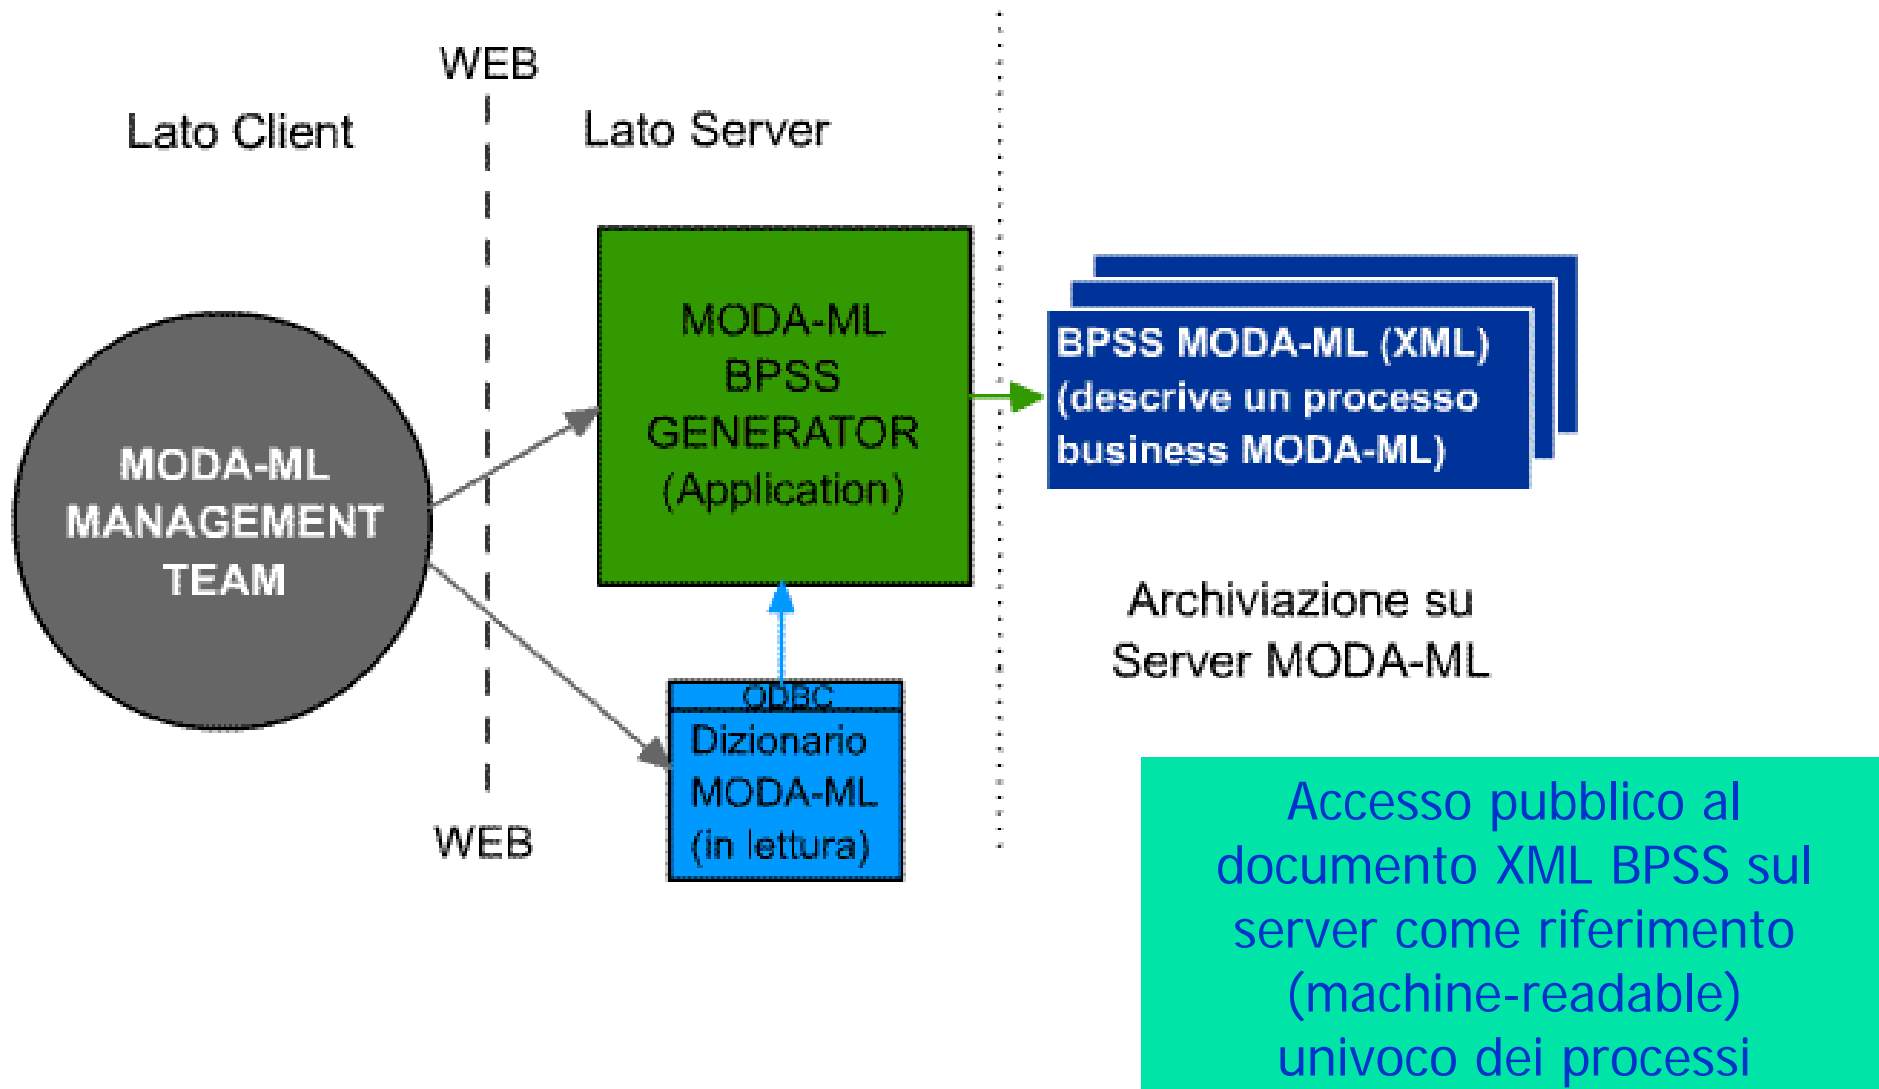 WEB
Lato Client
Lato Server
MODA-ML
MANAGEMENT
TEAM
MODA-ML
BPSS
GENERATOR
(Application)
ODBC
Dizionario
MODA-ML
(in lettura)
WEB
BPSS MODA-ML (XML)
(descrive un processo
business MODA-ML)
Archiviazione su
Server MODA-ML
Accesso pubblico al
documento XML BPSS sul
server come riferimento
(machine-readable)
univoco dei processi